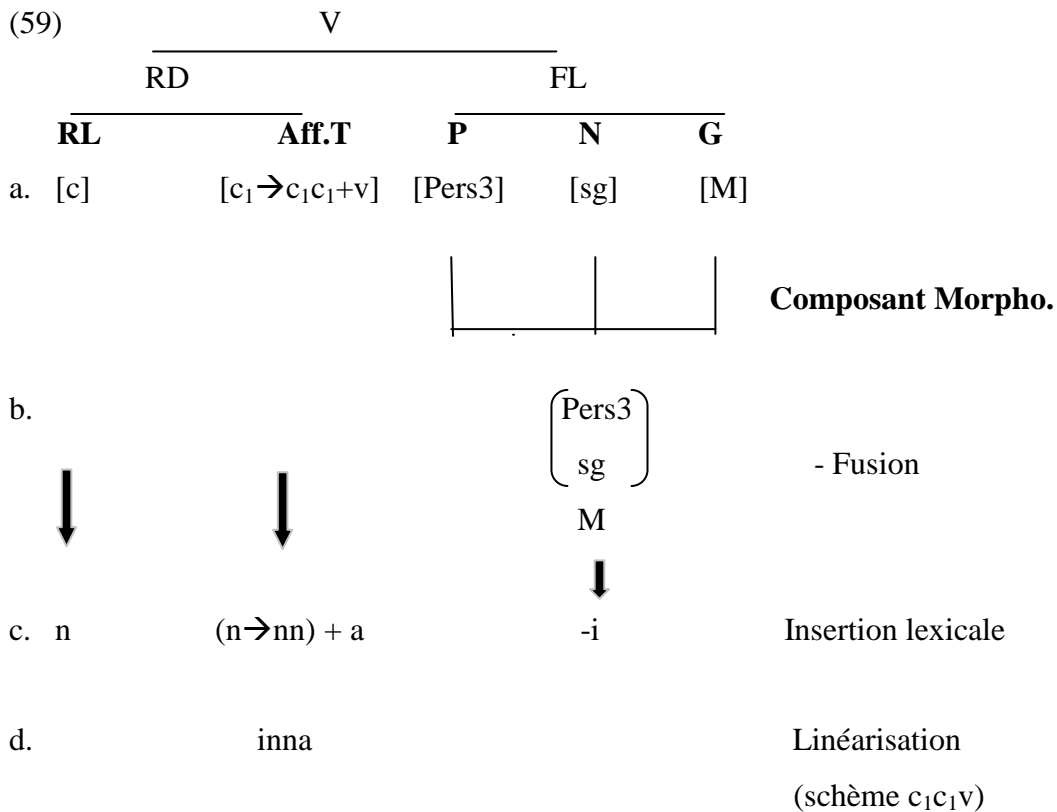 (59) V
RD FL
RL Aff.T P N G
a. [c] [c₁→c₁c₁+v] [Pers3] [sg] [M]
Composant Morpho.
b. Pers3
sg - Fusion
M
c. n (n→nn) + a -i Insertion lexicale
d. inna Linéarisation
(schème c₁c₁v)